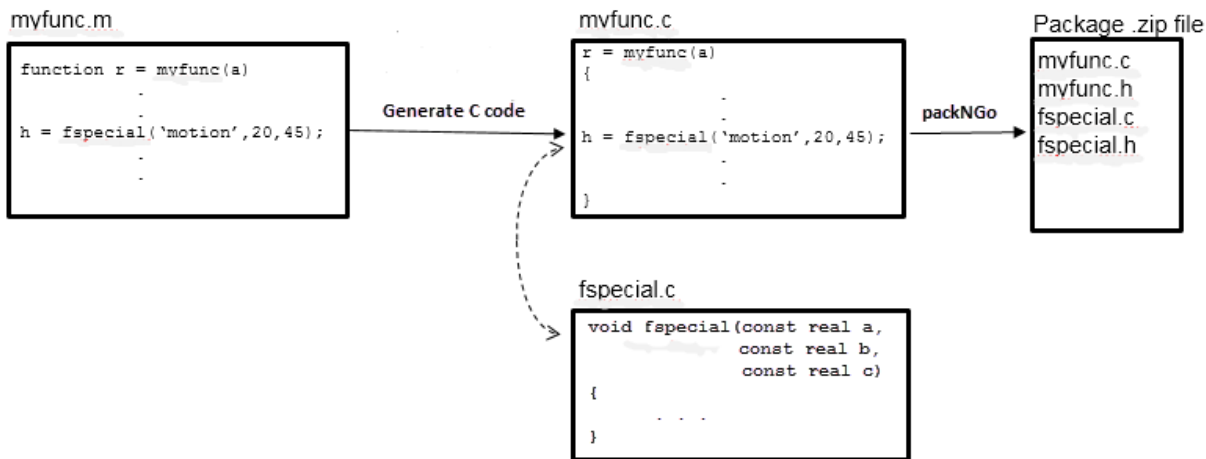 myfunc.m
function r = myfunc(a)
.
.
h = fspecial(‘motion’,20,45);
.
.
Generate C code
myfunc.c
r = myfunc(a)
{
.
.
h = fspecial(‘motion’,20,45);
.
.
}
packNGo
Package .zip file
myfunc.c
myfunc.h
fspecial.c
fspecial.h
fspecial.c
void fspecial(const real a,
const real b,
const real c)
{
. . .
}